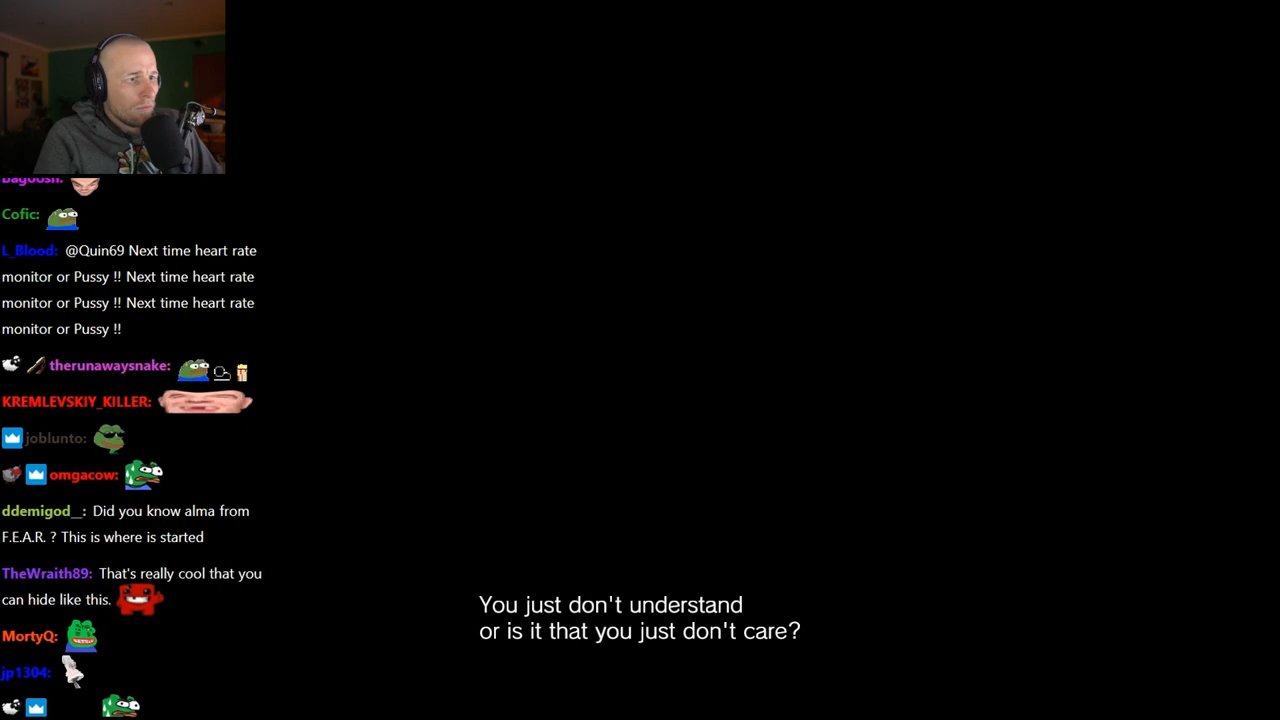 bagoosh:
Cofic:
L_Blood: @Quin69 Next time heart rate
monitor or Pussy !! Next time heart rate
monitor or Pussy !! Next time heart rate
monitor or Pussy !!
therunawaysnake:
KREMLEVSKIY_KILLER:
joblunto:
omgacow:
ddemigod__: Did you know alma from
F.E.A.R. ? This is where is started
TheWraith89: That's really cool that you
can hide like this.
MortyQ:
jp1304:
You just don't understand
or is it that you just don't care?